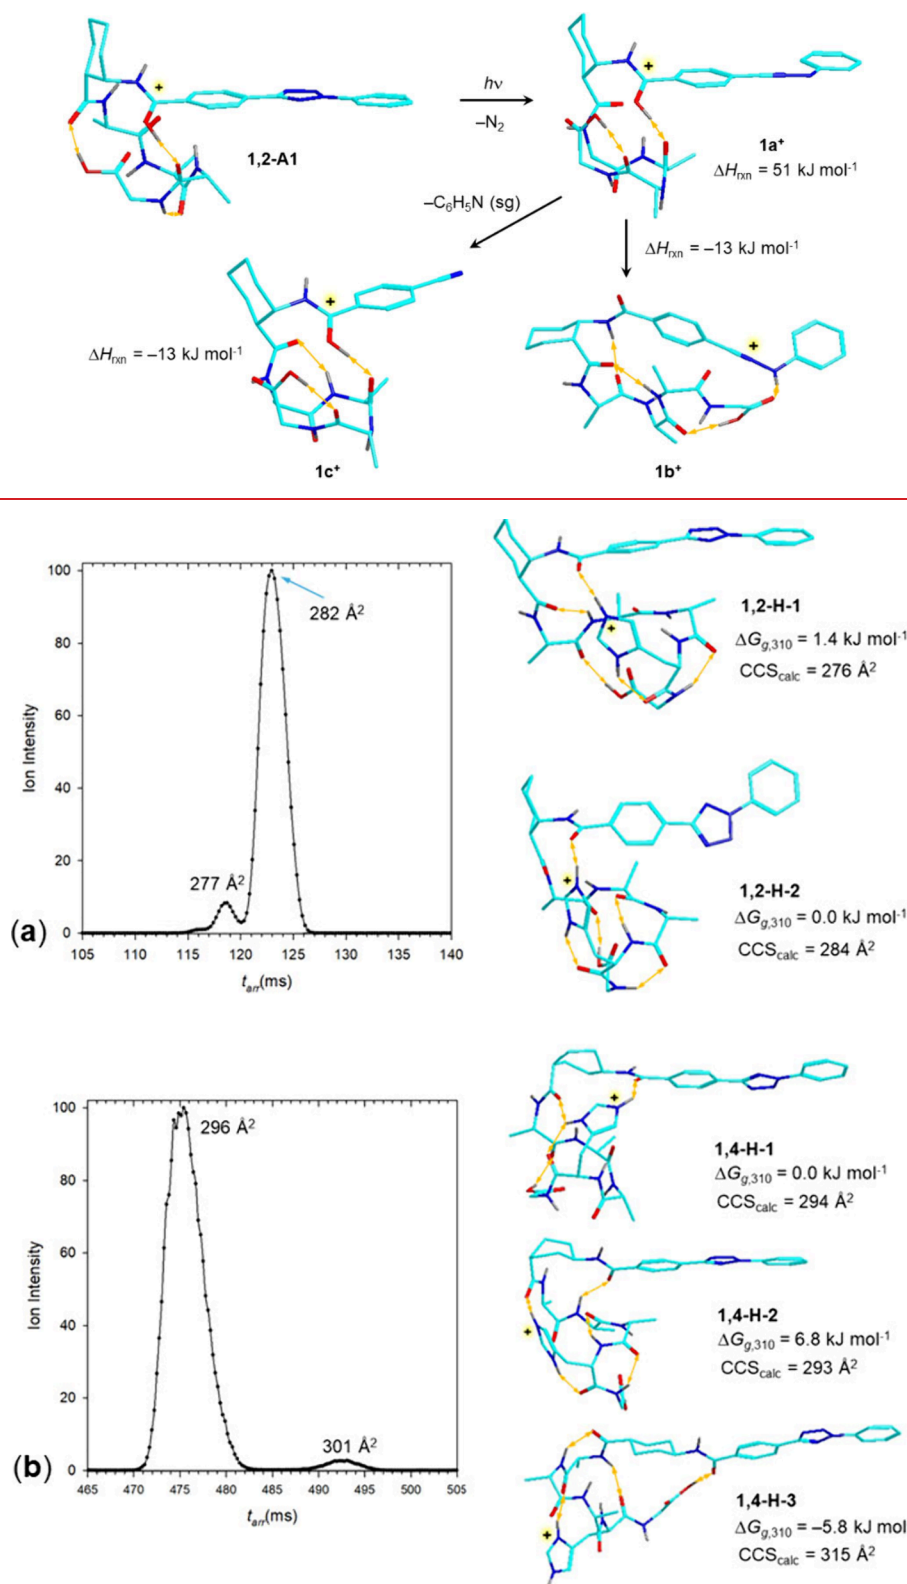 hν
–N₂
1,2-A1
1a⁺
ΔHrxn = 51 kJ mol⁻¹
–C₆H₅N (sg)
ΔHrxn = –13 kJ mol⁻¹
ΔHrxn = –13 kJ mol⁻¹
1c⁺
1b⁺
+
+
+
+
Ion Intensity
100
80
60
40
20
0
282 Å²
277 Å²
(a)
105 110 115 120 125 130 135 140
tarr(ms)
+
1,2-H-1
ΔGg,310 = 1.4 kJ mol⁻¹
CCScalc = 276 Å²
+
1,2-H-2
ΔGg,310 = 0.0 kJ mol⁻¹
CCScalc = 284 Å²
Ion Intensity
100
80
60
40
20
0
296 Å²
301 Å²
(b)
465 470 475 480 485 490 495 500 505
tarr(ms)
+
1,4-H-1
ΔGg,310 = 0.0 kJ mol⁻¹
CCScalc = 294 Å²
+
1,4-H-2
ΔGg,310 = 6.8 kJ mol⁻¹
CCScalc = 293 Å²
+
1,4-H-3
ΔGg,310 = –5.8 kJ mol
CCScalc = 315 Å²